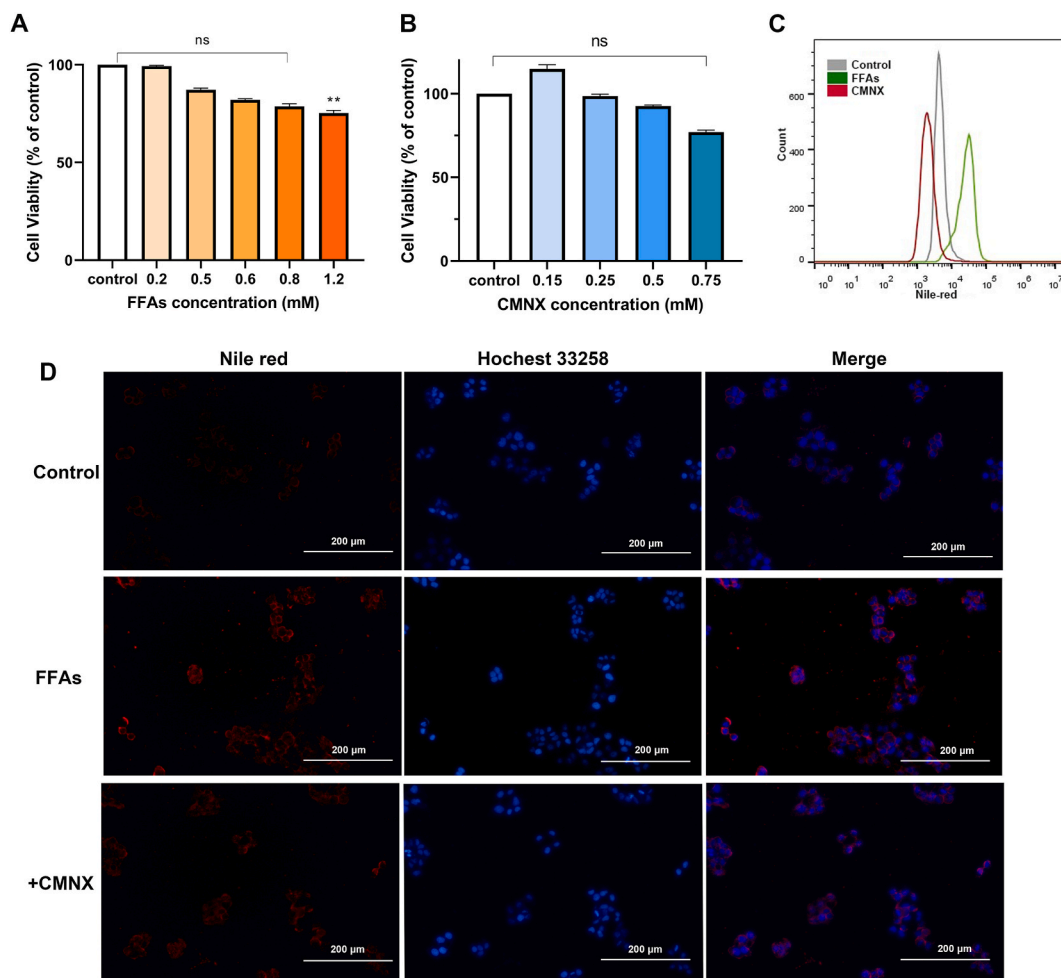 A
ns
Cell Viablity (% of control)
100
50
0
**
control 0.2 0.5 0.6 0.8 1.2
FFAs concentration (mM)
B
ns
Cell Viablity (% of control)
100
50
0
control 0.15 0.25 0.5 0.75
CMNX concentration (mM)
C
Control
FFAs
CMNX
Count
600
400
200
0
10^0 10^1 10^2 10^3 10^4 10^5 10^6 10^7
Nile-red
D
Nile red Hochest 33258 Merge
Control
200 µm 200 µm 200 µm
FFAs
200 µm 200 µm 200 µm
+CMNX
200 µm 200 µm 200 µm